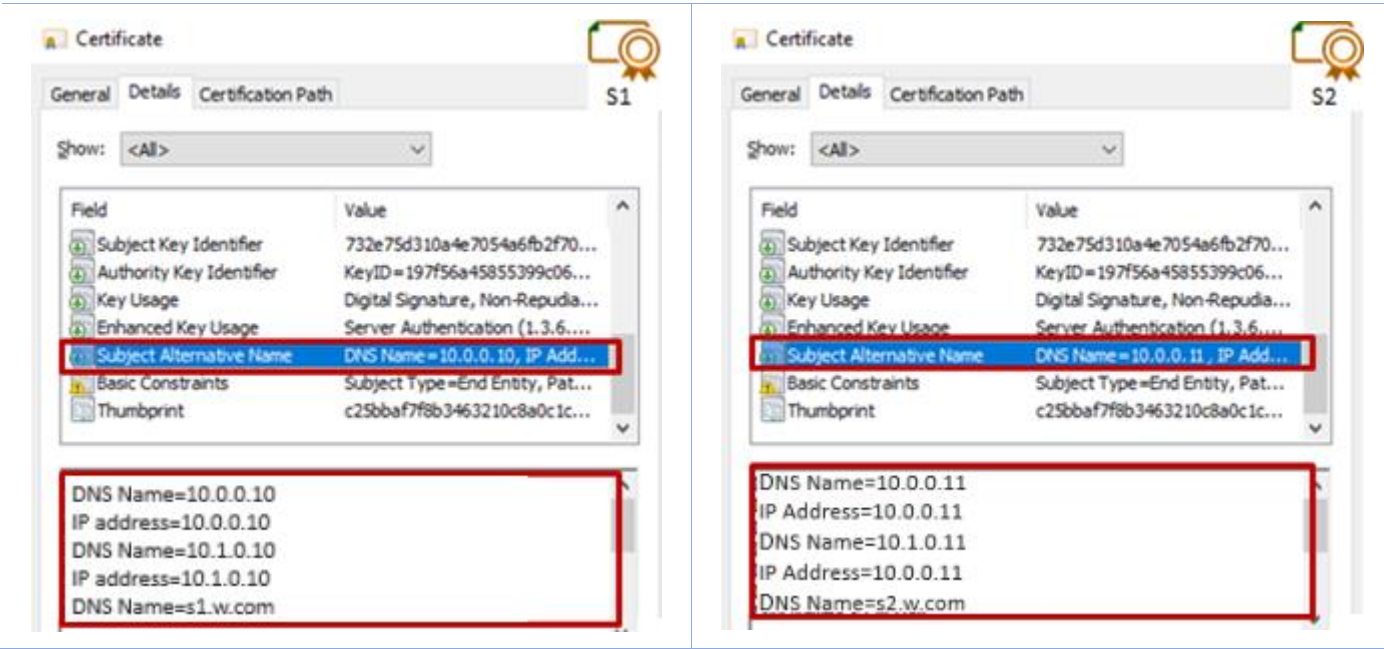 Certificate
S1
General Details Certification Path
Show: <All>
Field Value
Subject Key Identifier 732e75d310a4e7054a6fb2f70...
Authority Key Identifier KeyID=197f56a45855399c06...
Key Usage Digital Signature, Non-Repudia...
Enhanced Key Usage Server Authentication (1.3.6....
Subject Alternative Name DNS Name=10.0.0.10, IP Add...
Basic Constraints Subject Type=End Entity, Pat...
Thumbprint c25bbaf7f8b3463210c8a0c1c...
DNS Name=10.0.0.10
IP address=10.0.0.10
DNS Name=10.1.0.10
IP address=10.1.0.10
DNS Name=s1.w.com
Certificate
S2
General Details Certification Path
Show: <All>
Field Value
Subject Key Identifier 732e75d310a4e7054a6fb2f70...
Authority Key Identifier KeyID=197f56a45855399c06...
Key Usage Digital Signature, Non-Repudia...
Enhanced Key Usage Server Authentication (1.3.6....
Subject Alternative Name DNS Name=10.0.0.11 , IP Add...
Basic Constraints Subject Type=End Entity, Pat...
Thumbprint c25bbaf7f8b3463210c8a0c1c...
DNS Name=10.0.0.11
IP Address=10.0.0.11
DNS Name=10.1.0.11
IP Address=10.0.0.11
DNS Name=s2.w.com